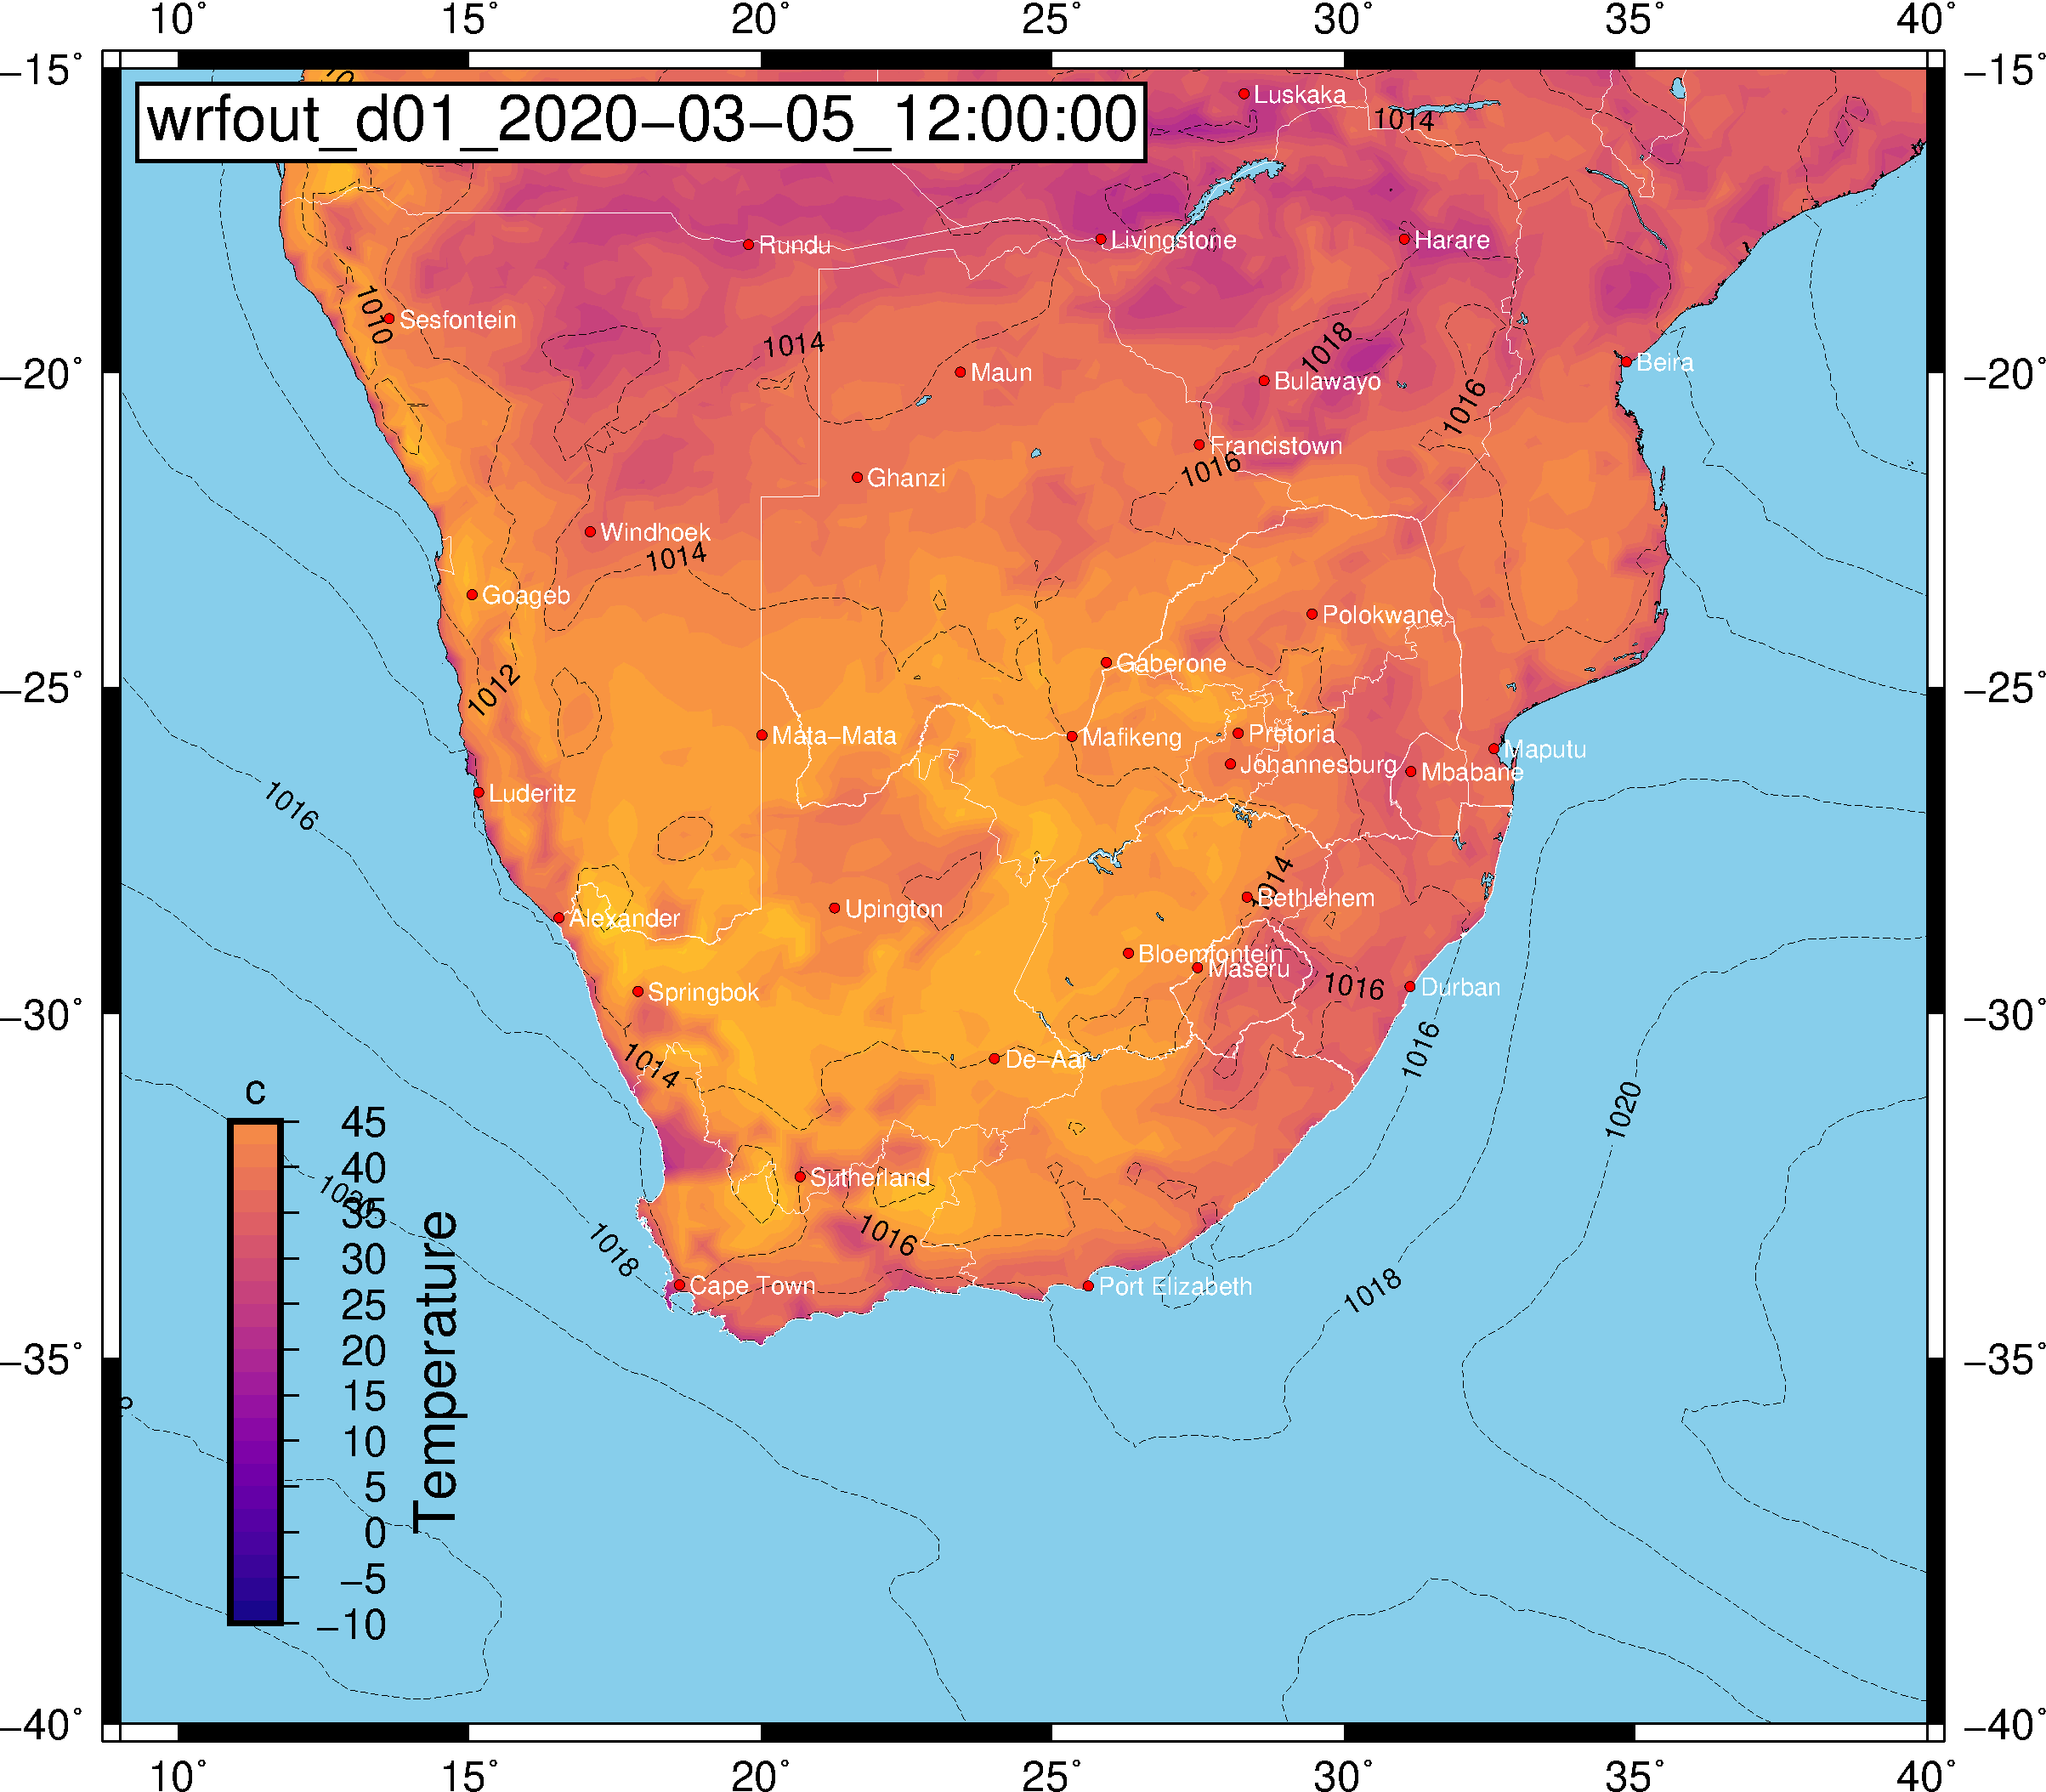 10° 15° 20° 25° 30° 35° 40°
−15° −15°
wrfout_d01_2020−03−05_12:00:00
Luskaka
1014
Rundu
Livingstone
Harare
1010
Sesfontein
1014
1018
Maun
Bulawayo
Beira
−20° −20°
1016
Francistown
1016
Ghanzi
Windhoek
1014
Goageb
Polokwane
Gaberone
−25° −25°
1012
Mata−Mata
Mafikeng
Pretoria
Maputu
Johannesburg
Mbabane
Luderitz
1016
1014
Bethlehem
Upington
Alexander
Bloemfontein
Maseru
1016
Durban
Springbok
−30° −30°
1016
1014
De−Aar
1020
Sutherland
1020
1016
1018
Cape Town
Port Elizabeth
1018
c
45
40
35
30
25
20
15
10
5
0
−5
−10
Temperature
−35° −35°
−40° −40°
10° 15° 20° 25° 30° 35° 40°